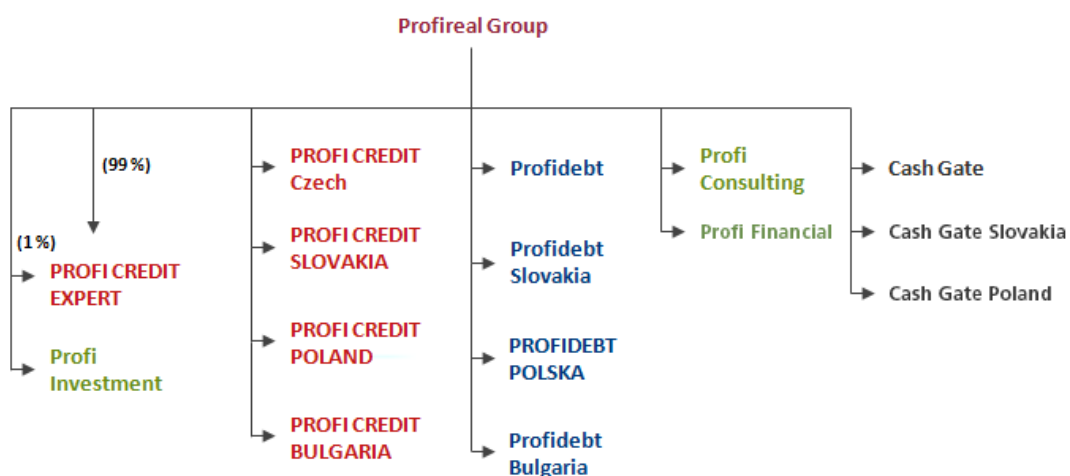 Profireal Group
(99%)
(1%)
PROFI CREDIT
EXPERT
Profi
Investment
PROFI CREDIT
Czech
PROFI CREDIT
SLOVAKIA
PROFI CREDIT
POLAND
PROFI CREDIT
BULGARIA
Profidebt
Profidebt
Slovakia
PROFIDEBT
POLSKA
Profidebt
Bulgaria
Profi
Consulting
Profi Financial
Cash Gate
Cash Gate Slovakia
Cash Gate Poland